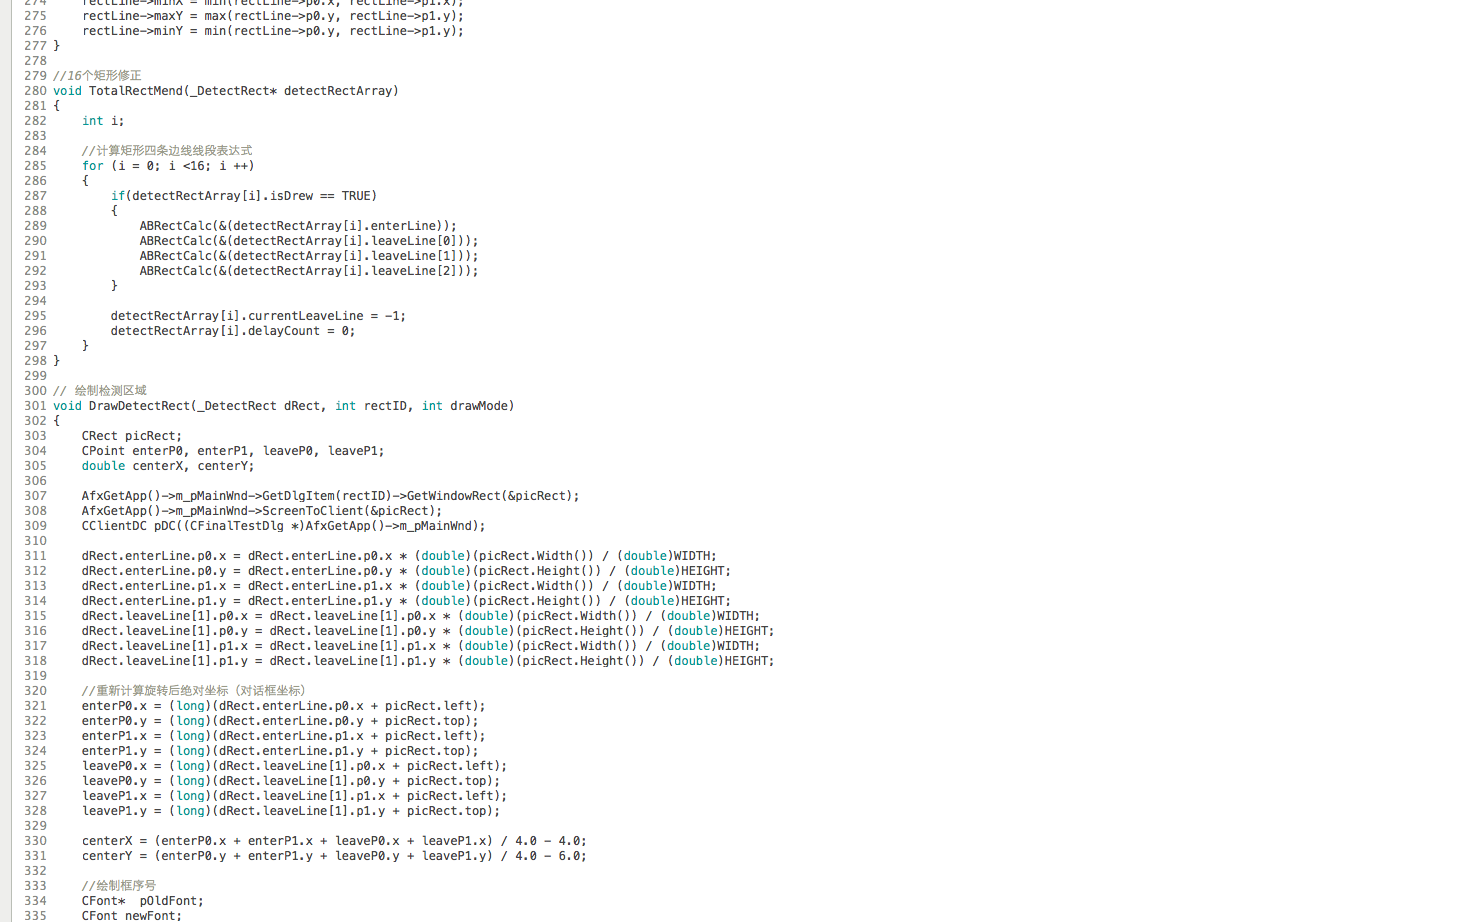 274     rectLine->minX = min(rectLine->p0.x, rectLine->p1.x);
275     rectLine->maxY = max(rectLine->p0.y, rectLine->p1.y);
276     rectLine->minY = min(rectLine->p0.y, rectLine->p1.y);
277 }
278
279 //16个矩形修正
280 void TotalRectMend(_DetectRect* detectRectArray)
281 {
282     int i;
283
284     //计算矩形四条边线线段表达式
285     for (i = 0; i <16; i ++)
286     {
287         if(detectRectArray[i].isDrew == TRUE)
288         {
289             ABRectCalc(&(detectRectArray[i].enterLine));
290             ABRectCalc(&(detectRectArray[i].leaveLine[0]));
291             ABRectCalc(&(detectRectArray[i].leaveLine[1]));
292             ABRectCalc(&(detectRectArray[i].leaveLine[2]));
293         }
294
295         detectRectArray[i].currentLeaveLine = -1;
296         detectRectArray[i].delayCount = 0;
297     }
298 }
299
300 // 绘制检测区域
301 void DrawDetectRect(_DetectRect dRect, int rectID, int drawMode)
302 {
303     CRect picRect;
304     CPoint enterP0, enterP1, leaveP0, leaveP1;
305     double centerX, centerY;
306
307     AfxGetApp()->m_pMainWnd->GetDlgItem(rectID)->GetWindowRect(&picRect);
308     AfxGetApp()->m_pMainWnd->ScreenToClient(&picRect);
309     CClientDC pDC((CFinalTestDlg *)AfxGetApp()->m_pMainWnd);
310
311     dRect.enterLine.p0.x = dRect.enterLine.p0.x * (double)(picRect.Width()) / (double)WIDTH;
312     dRect.enterLine.p0.y = dRect.enterLine.p0.y * (double)(picRect.Height()) / (double)HEIGHT;
313     dRect.enterLine.p1.x = dRect.enterLine.p1.x * (double)(picRect.Width()) / (double)WIDTH;
314     dRect.enterLine.p1.y = dRect.enterLine.p1.y * (double)(picRect.Height()) / (double)HEIGHT;
315     dRect.leaveLine[1].p0.x = dRect.leaveLine[1].p0.x * (double)(picRect.Width()) / (double)WIDTH;
316     dRect.leaveLine[1].p0.y = dRect.leaveLine[1].p0.y * (double)(picRect.Height()) / (double)HEIGHT;
317     dRect.leaveLine[1].p1.x = dRect.leaveLine[1].p1.x * (double)(picRect.Width()) / (double)WIDTH;
318     dRect.leaveLine[1].p1.y = dRect.leaveLine[1].p1.y * (double)(picRect.Height()) / (double)HEIGHT;
319
320     //重新计算旋转后绝对坐标（对话框坐标）
321     enterP0.x = (long)(dRect.enterLine.p0.x + picRect.left);
322     enterP0.y = (long)(dRect.enterLine.p0.y + picRect.top);
323     enterP1.x = (long)(dRect.enterLine.p1.x + picRect.left);
324     enterP1.y = (long)(dRect.enterLine.p1.y + picRect.top);
325     leaveP0.x = (long)(dRect.leaveLine[1].p0.x + picRect.left);
326     leaveP0.y = (long)(dRect.leaveLine[1].p0.y + picRect.top);
327     leaveP1.x = (long)(dRect.leaveLine[1].p1.x + picRect.left);
328     leaveP1.y = (long)(dRect.leaveLine[1].p1.y + picRect.top);
329
330     centerX = (enterP0.x + enterP1.x + leaveP0.x + leaveP1.x) / 4.0 - 4.0;
331     centerY = (enterP0.y + enterP1.y + leaveP0.y + leaveP1.y) / 4.0 - 6.0;
332
333     //绘制框序号
334     CFont*  pOldFont;
335     CFont newFont;